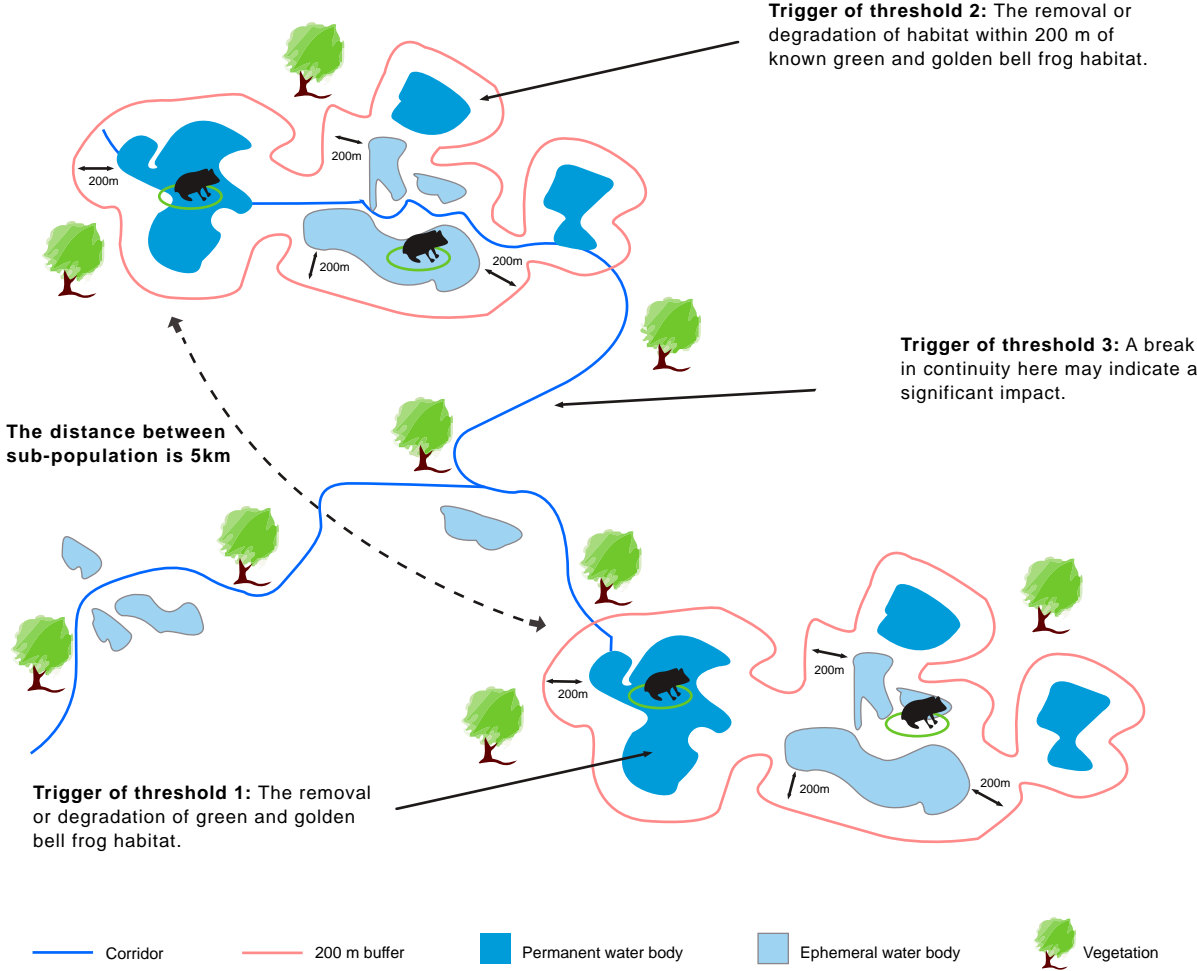 Trigger of threshold 2: The removal or
degradation of habitat within 200 m of
known green and golden bell frog habitat.
200m
200m
200m
200m
Trigger of threshold 3: A break
in continuity here may indicate a
significant impact.
The distance between
sub-population is 5km
200m
200m
200m
200m
Trigger of threshold 1: The removal
or degradation of green and golden
bell frog habitat.
Corridor
200 m buffer
Permanent water body
Ephemeral water body
Vegetation